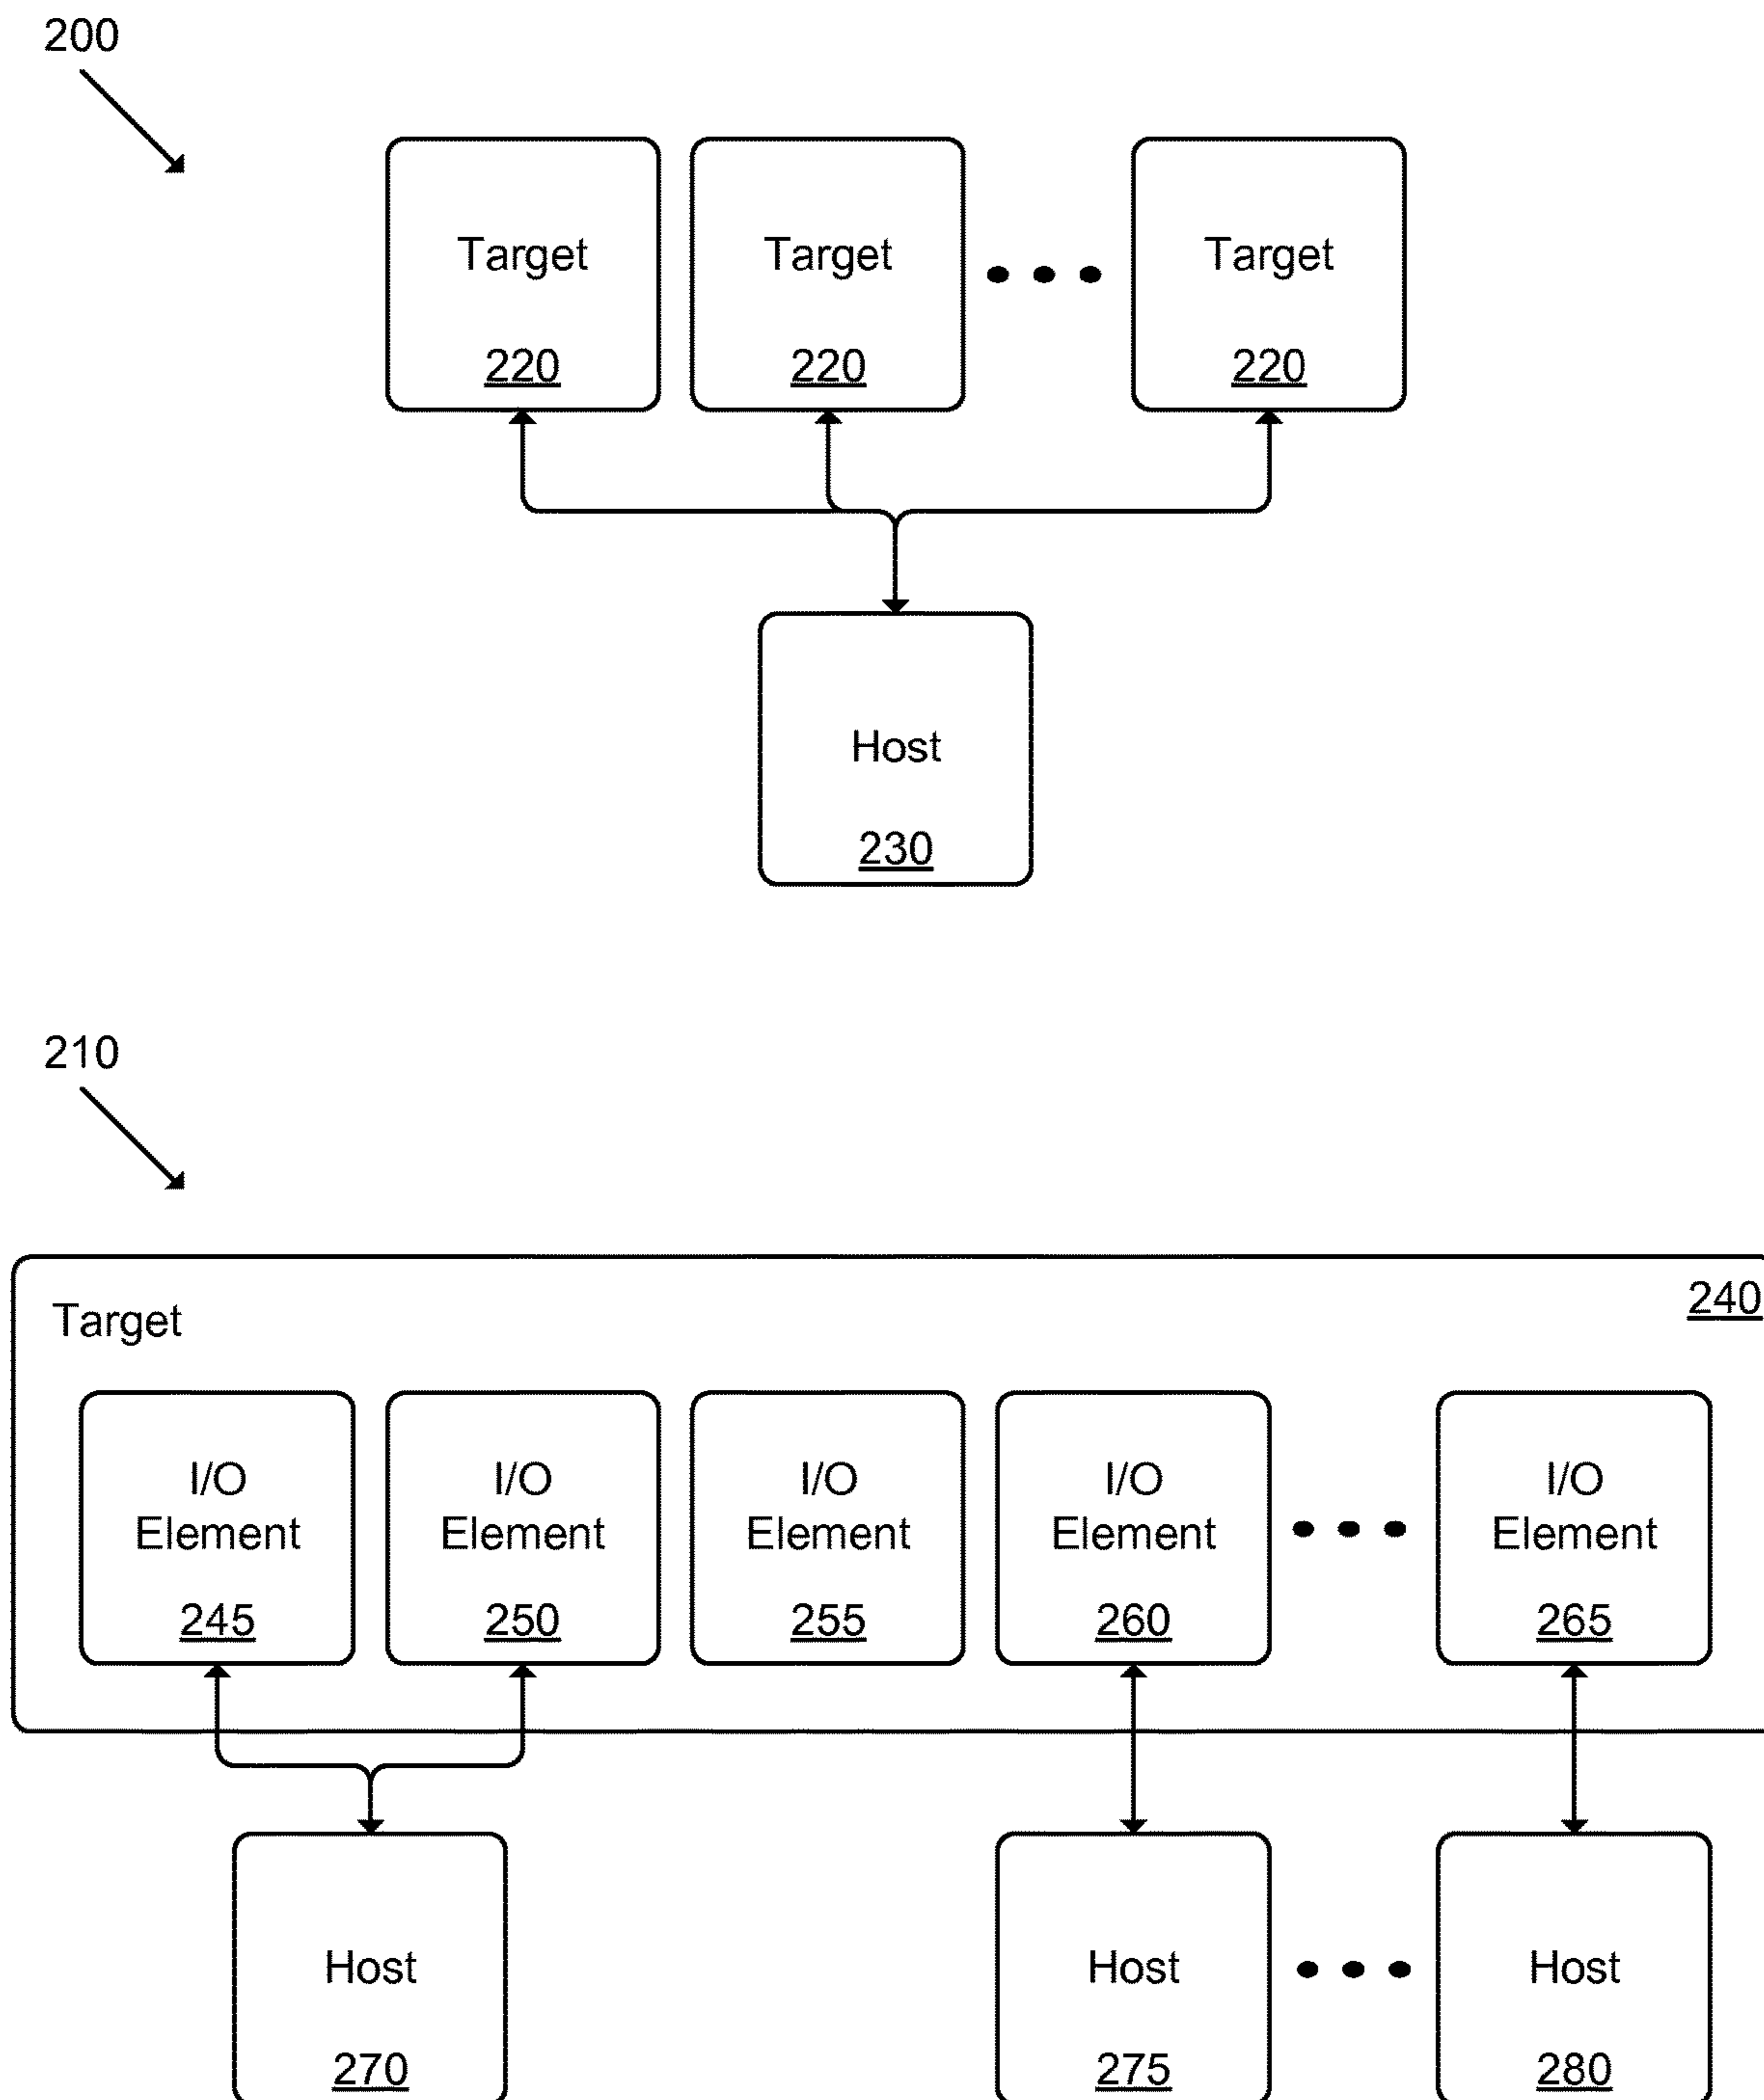 200
Target Target Target
220 220 220
Host
230
210
240
Target
I/O I/O I/O I/O I/O
Element Element Element Element Element
245 250 255 260 265
Host Host Host
270 275 280